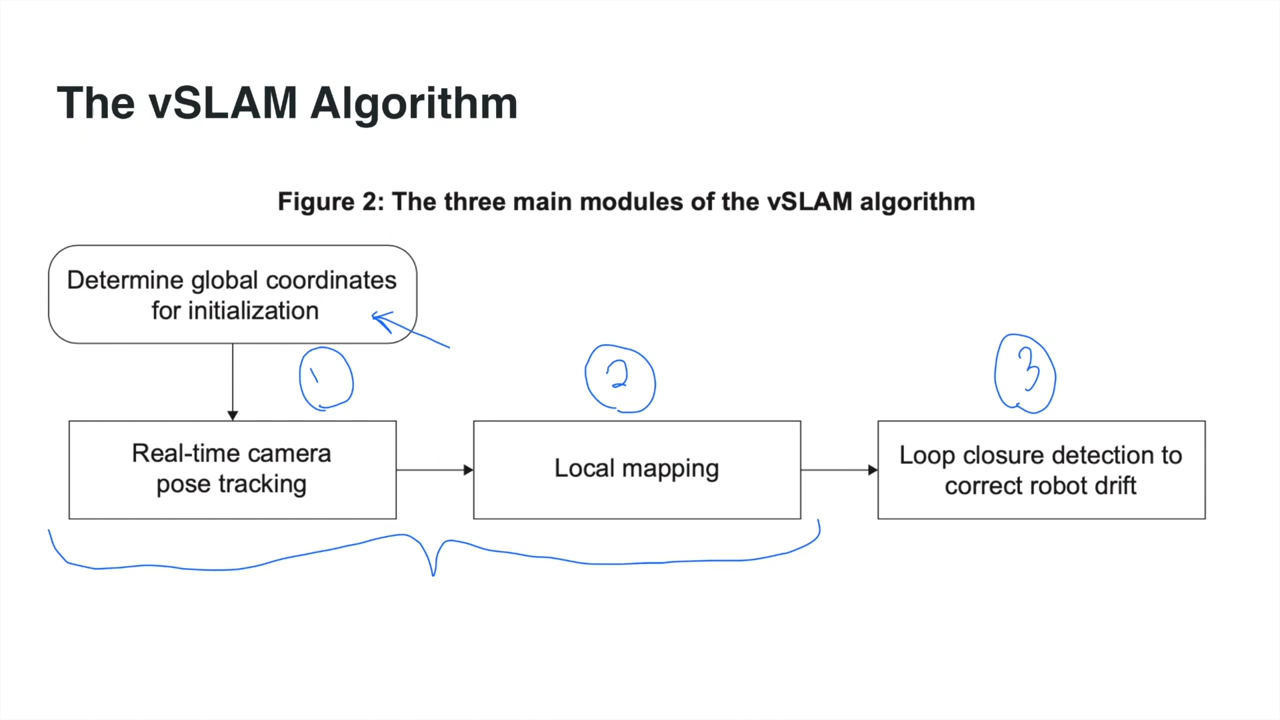 The vSLAM Algorithm
Figure 2: The three main modules of the vSLAM algorithm
Determine global coordinates
for initialization
1
2
3
Real-time camera
pose tracking
Local mapping
Loop closure detection to
correct robot drift